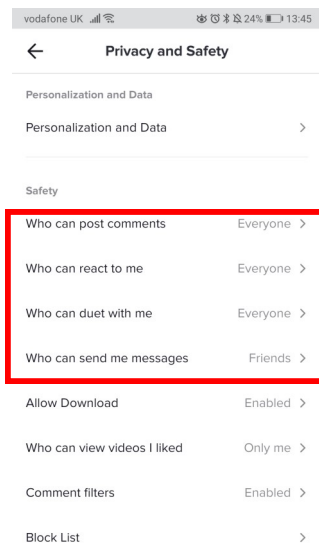 vodafone UK 24% 13:45
Privacy and Safety
Personalization and Data
Personalization and Data
Safety
Who can post comments Everyone
Who can react to me Everyone
Who can duet with me Everyone
Who can send me messages Friends
Allow Download Enabled
Who can view videos I liked Only me
Comment filters Enabled
Block List